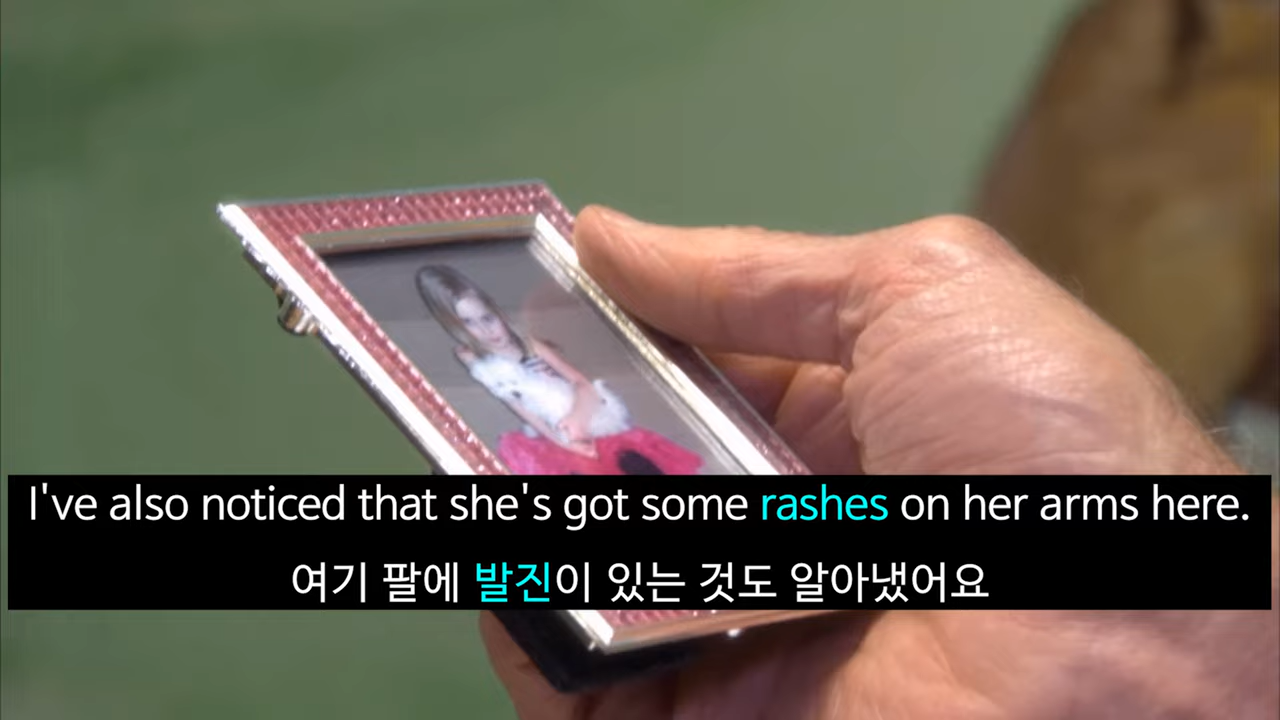 I've also noticed that she's got some rashes on her arms here.
여기 팔에 발진이 있는 것도 알아냈어요